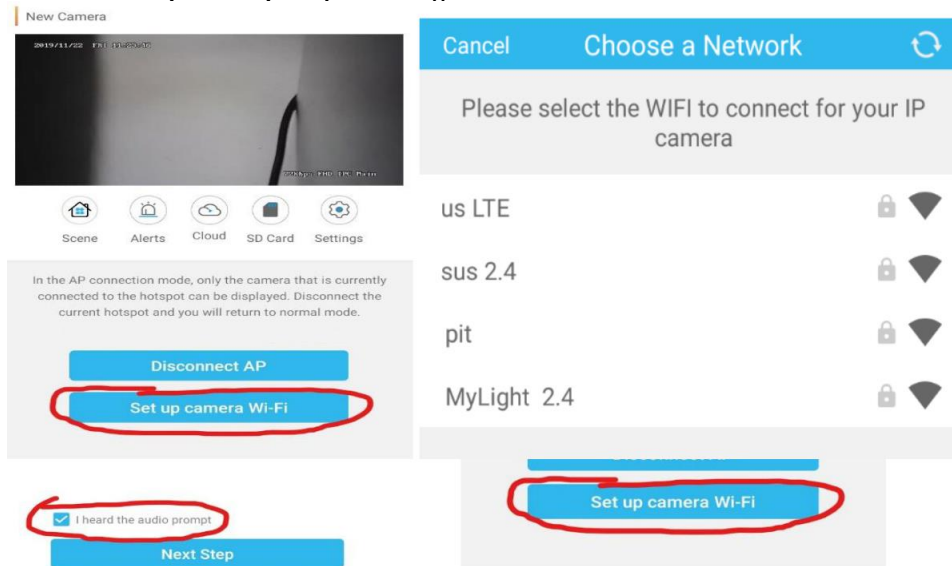 New Camera
2019/11/22 FRI
FHD IPC Main
Scene
Alerts
Cloud
SD Card
Settings
In the AP connection mode, only the camera that is currently
connected to the hotspot can be displayed. Disconnect the
current hotspot and you will return to normal mode.
Disconnect AP
Set up camera Wi-Fi
I heard the audio prompt
Next Step
Cancel
Choose a Network
Please select the WIFI to connect for your IP
camera
us LTE
sus 2.4
pit
MyLight 2.4
Set up camera Wi-Fi